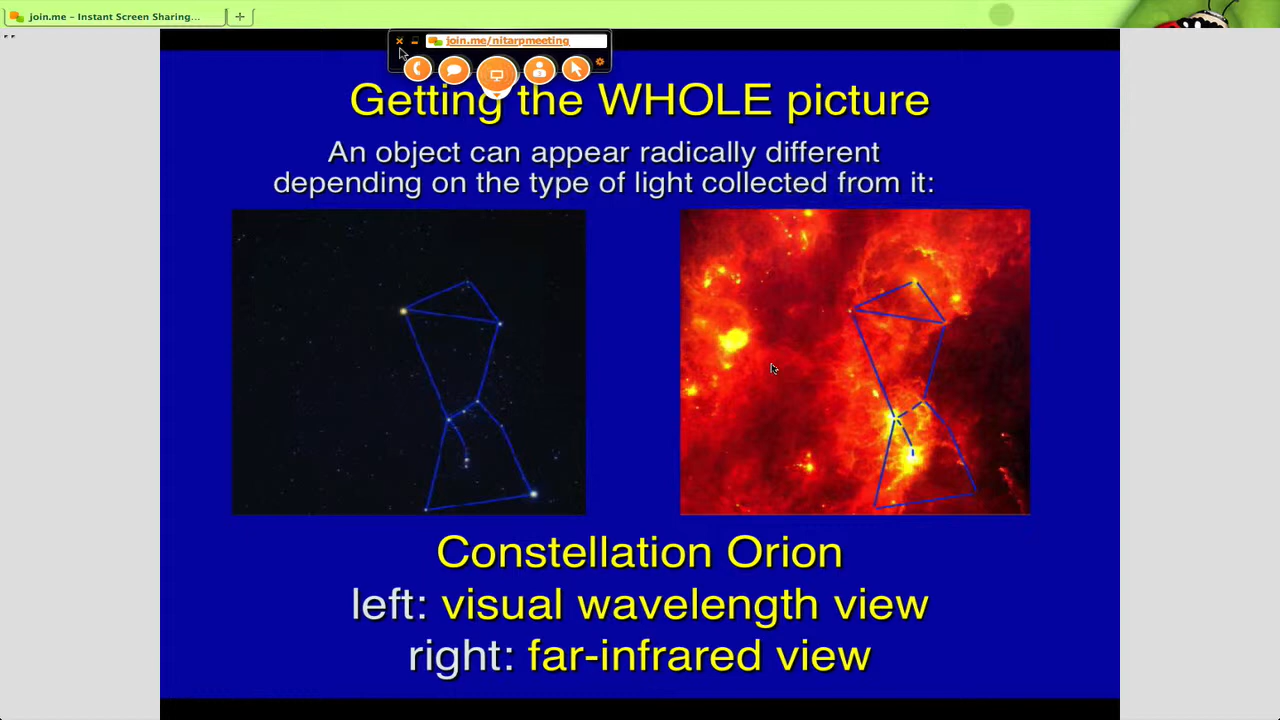 join.me – Instant Screen Sharing...
join.me/nitarpmeeting
Getting the WHOLE picture
An object can appear radically different
depending on the type of light collected from it:
Constellation Orion
left: visual wavelength view
right: far-infrared view